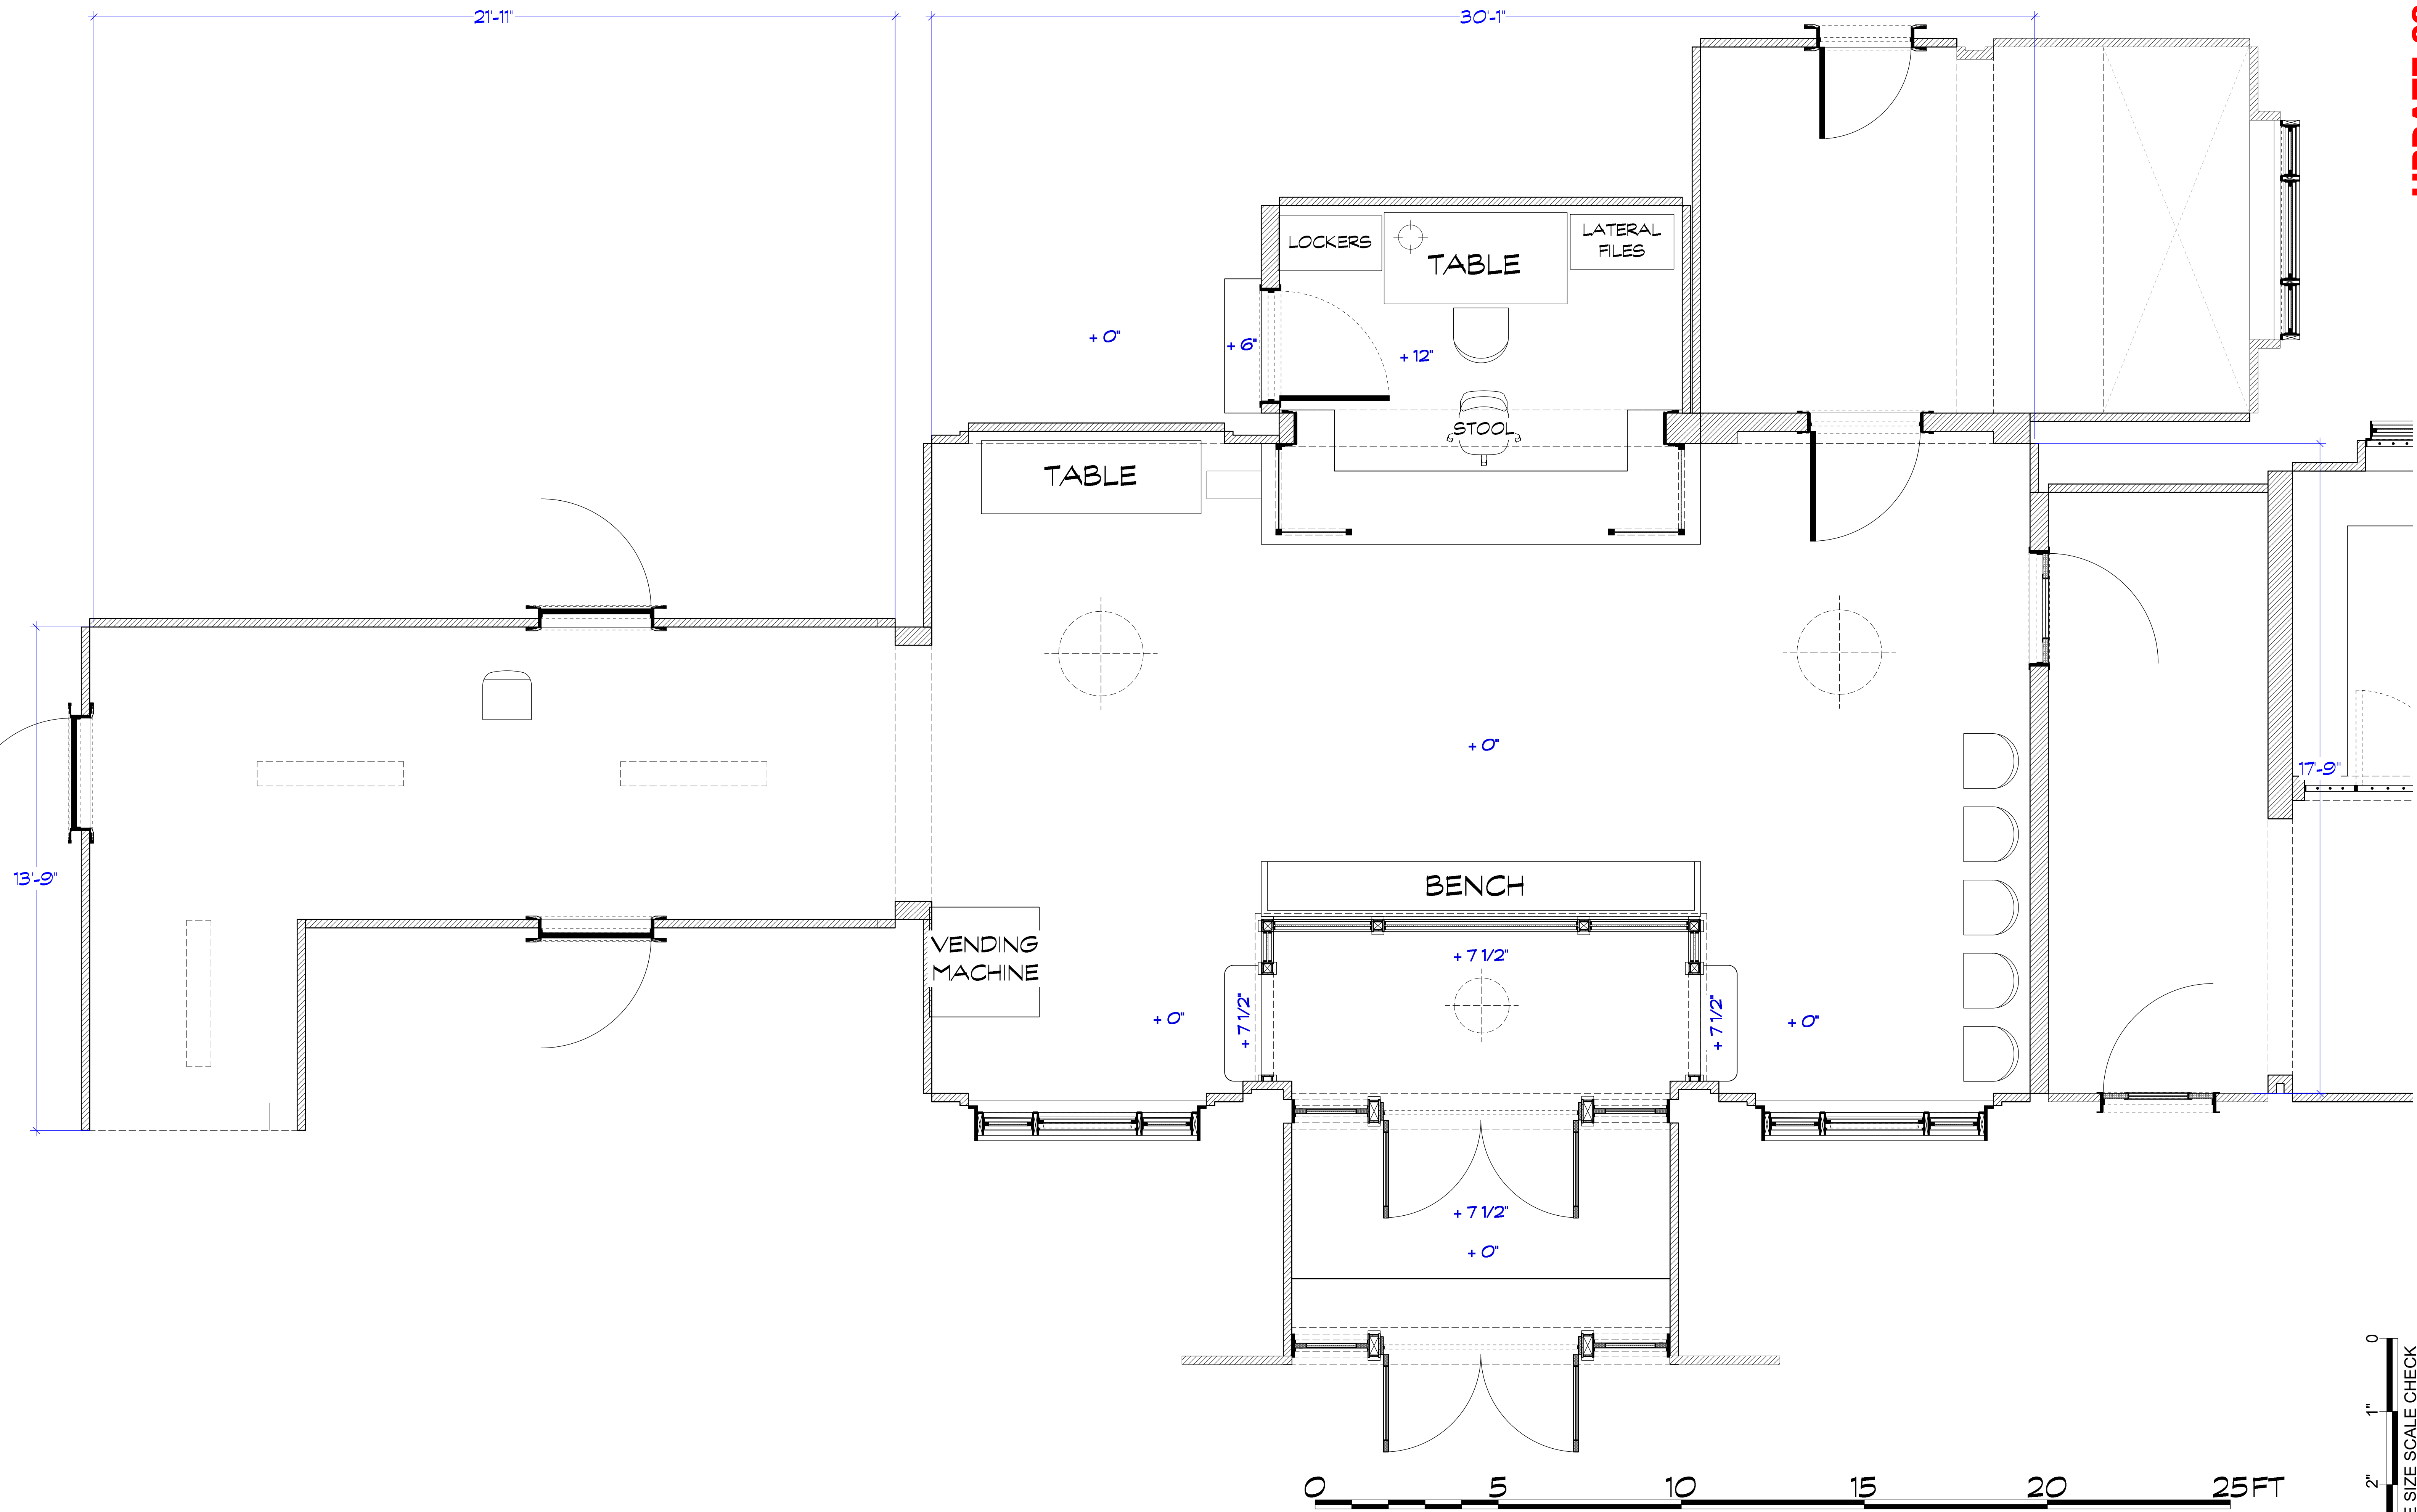 21'-11"
30'-1"
LOCKERS
TABLE
LATERAL
FILES
+ 0"
+ 6"
+ 12"
STOOL
TABLE
+ 0"
17'-9"
13'-9"
BENCH
VENDING
MACHINE
+ 7 1/2"
+ 0"
+ 7 1/2"
+ 7 1/2"
+ 0"
+ 7 1/2"
+ 0"
0 5 10 15 20 25 FT
0 1" 2"
SIZE SCALE CHECK